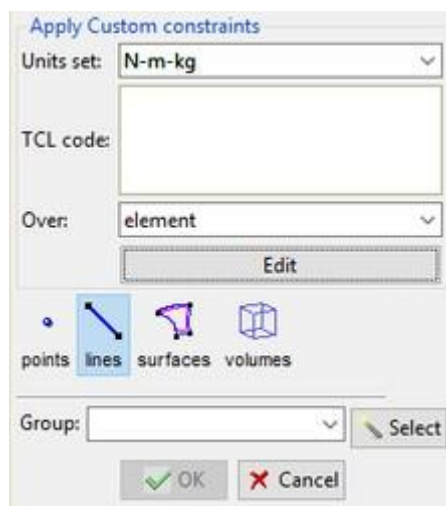 Apply Custom constraints
Units set: N-m-kg
TCL code:
Over: element
Edit
points lines surfaces volumes
Group: Select
OK Cancel